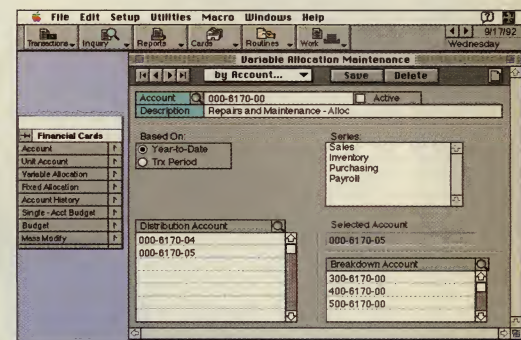 File Edit Setup Utilities Macro Windows Help
Transactions Inquiry Reports Cards Routines Work
9/17/92
Wednesday
Variable Allocation Maintenance
by Account... Save Delete
Account 000-6170-00 Active
Description Repairs and Maintenance - Alloc
Financial Cards
Account
Unit Account
Variable Allocation
Fixed Allocation
Account History
Single - Acct Budget
Budget
Mass Modify
Based On:
Year-to-Date
Trx Period
Series:
Sales
Inventory
Purchasing
Payroll
Distribution Account
000-6170-04
000-6170-05
Selected Account
000-6170-05
Breakdown Account
300-6170-00
400-6170-00
500-6170-00